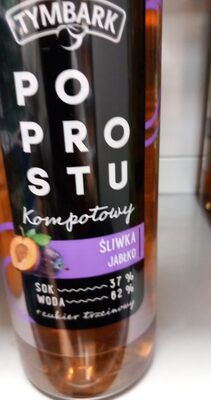 TYMBARK
PO
PRO
STU
Kompotowy
ŚLIWKA
JABŁKO
SOK 37 %
WODA 62 %
+ cukier trzcinowy